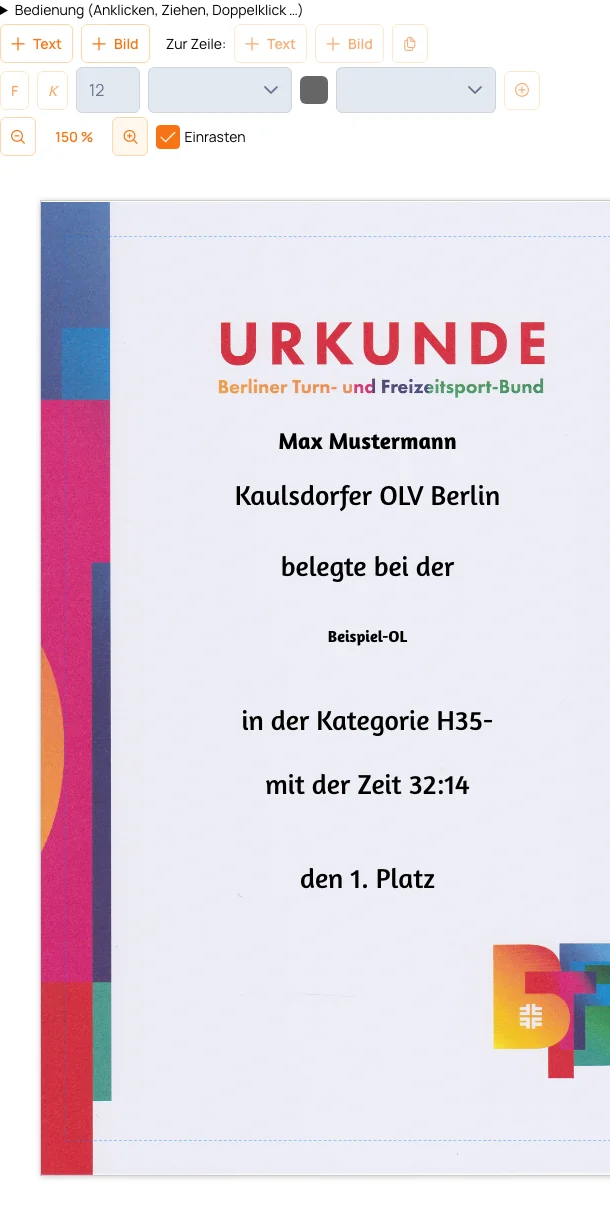 Bedienung (Anklicken, Ziehen, Doppelklick ...)
Text Bild Zur Zeile: Text Bild
F K 12
150 % Einrasten
URKUNDE
Berliner Turn- und Freizeitsport-Bund
Max Mustermann
Kaulsdorfer OLV Berlin
belegte bei der
Beispiel-OL
in der Kategorie H35-
mit der Zeit 32:14
den 1. Platz